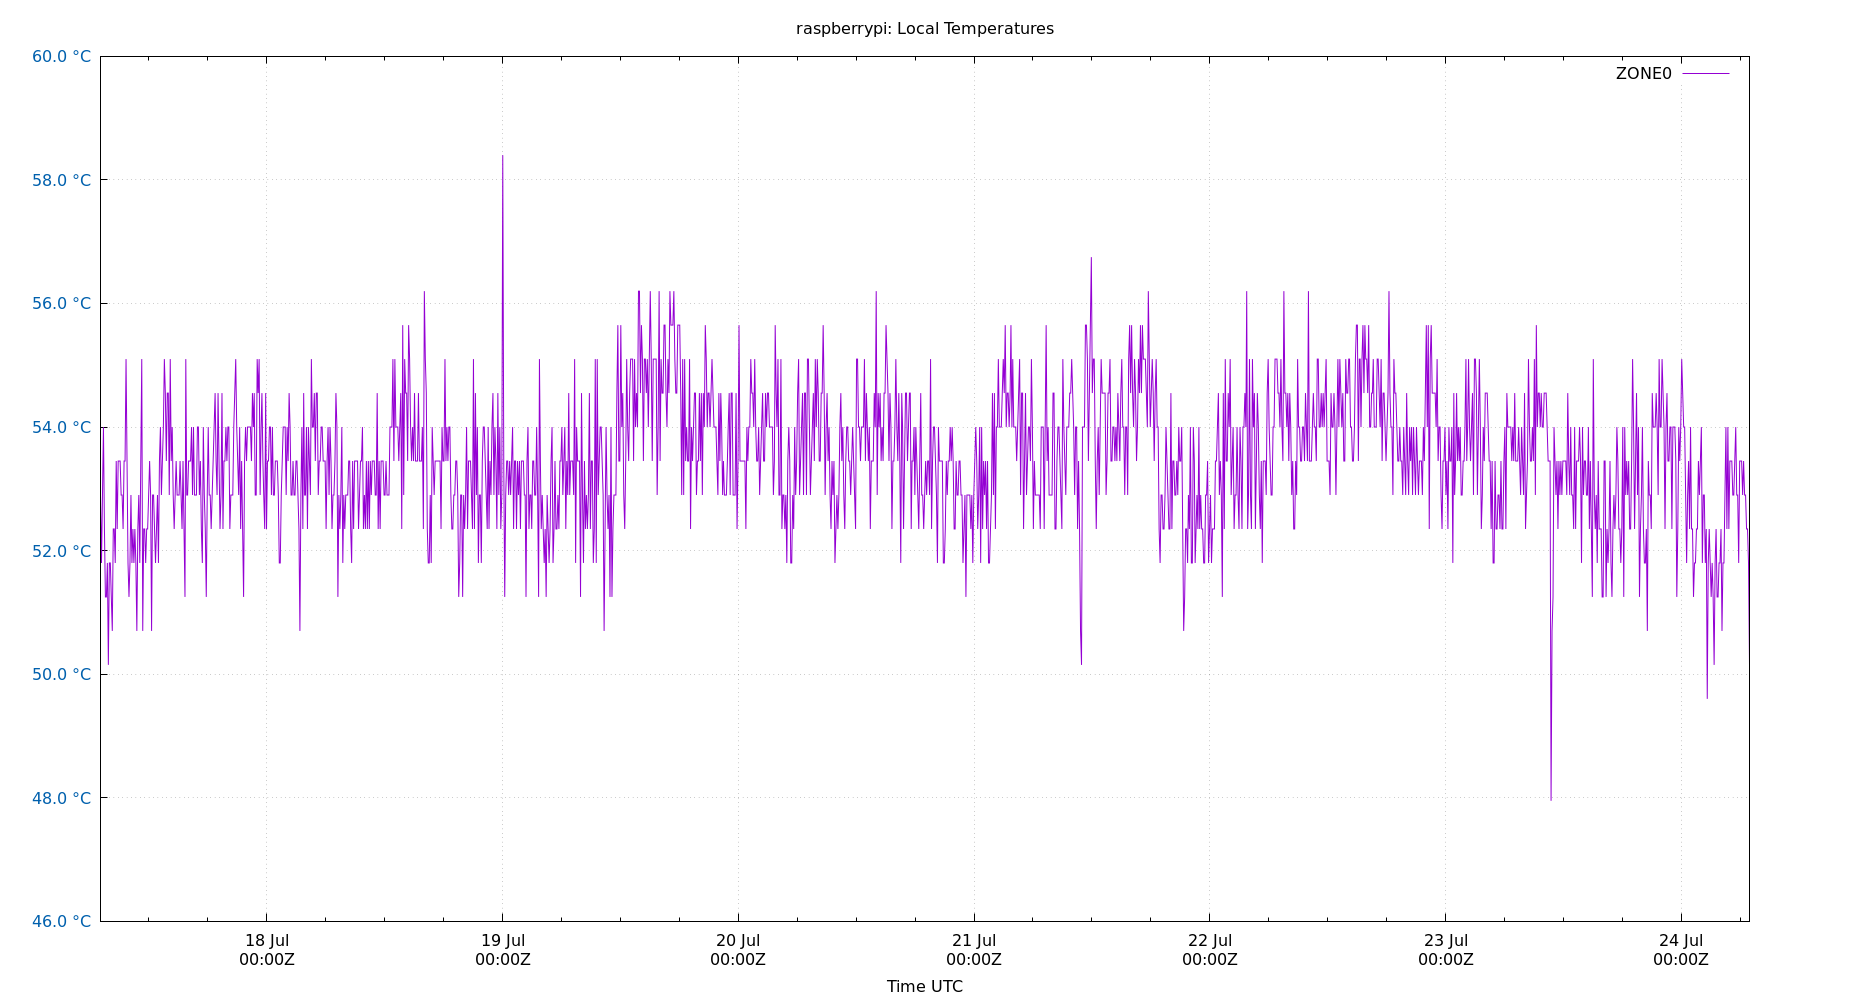 raspberrypi: Local Temperatures
60.0 °C
ZONE0
58.0 °C
56.0 °C
54.0 °C
52.0 °C
50.0 °C
48.0 °C
46.0 °C
18 Jul 19 Jul 20 Jul 21 Jul 22 Jul 23 Jul 24 Jul
00:00Z 00:00Z 00:00Z 00:00Z 00:00Z 00:00Z 00:00Z
Time UTC